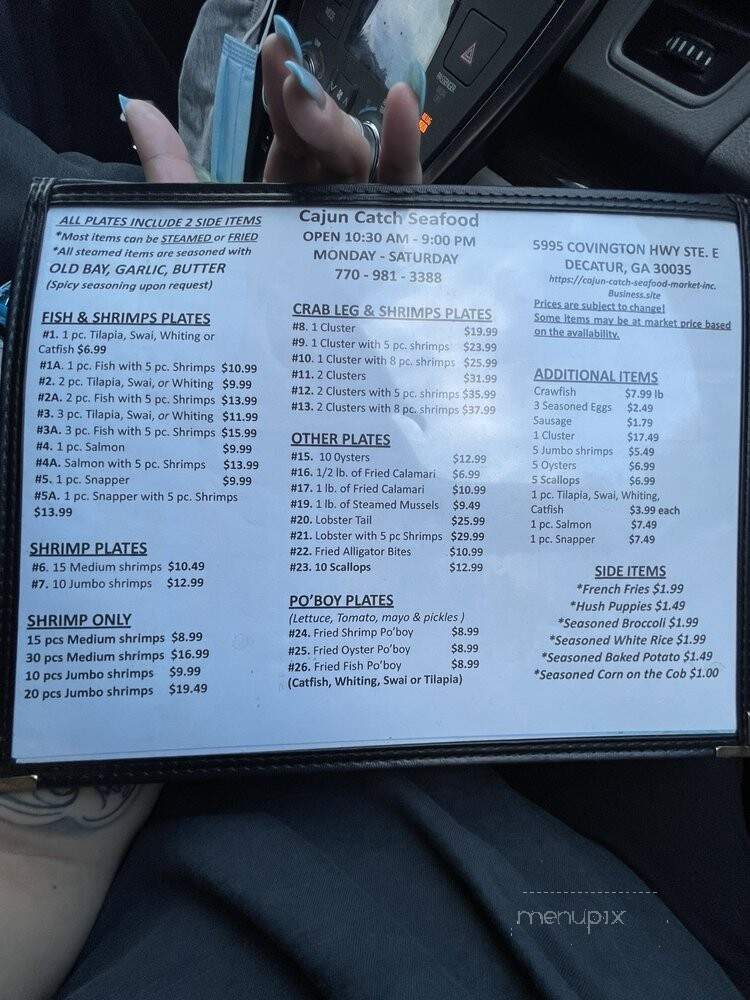 ALL PLATES INCLUDE 2 SIDE ITEMS
*Most items can be STEAMED or FRIED
*All steamed items are seasoned with
OLD BAY, GARLIC, BUTTER
(Spicy seasoning upon request)
FISH & SHRIMPS PLATES
#1. 1 pc. Tilapia, Swai, Whiting or
Catfish $6.99
#1A. 1 pc. Fish with 5 pc. Shrimps $10.99
#2. 2 pc. Tilapia, Swai, or Whiting $9.99
#2A. 2 pc. Fish with 5 pc. Shrimps $13.99
#3. 3 pc. Tilapia, Swai, or Whiting $11.99
#3A. 3 pc. Fish with 5 pc. Shrimps $15.99
#4. 1 pc. Salmon $9.99
#4A. Salmon with 5 pc. Shrimps $13.99
#5. 1 pc. Snapper $9.99
#5A. 1 pc. Snapper with 5 pc. Shrimps
$13.99
SHRIMP PLATES
#6. 15 Medium shrimps $10.49
#7. 10 Jumbo shrimps $12.99
SHRIMP ONLY
15 pcs Medium shrimps $8.99
30 pcs Medium shrimps $16.99
10 pcs Jumbo shrimps $9.99
20 pcs Jumbo shrimps $19.49
Cajun Catch Seafood
OPEN 10:30 AM - 9:00 PM
MONDAY - SATURDAY
770 - 981 - 3388
CRAB LEG & SHRIMPS PLATES
#8. 1 Cluster $19.99
#9. 1 Cluster with 5 pc. shrimps $23.99
#10. 1 Cluster with 8 pc. shrimps $25.99
#11. 2 Clusters $31.99
#12. 2 Clusters with 5 pc. shrimps $35.99
#13. 2 Clusters with 8 pc. shrimps $37.99
OTHER PLATES
#15. 10 Oysters $12.99
#16. 1/2 lb. of Fried Calamari $6.99
#17. 1 lb. of Fried Calamari $10.99
#19. 1 lb. of Steamed Mussels $9.49
#20. Lobster Tail $25.99
#21. Lobster with 5 pc Shrimps $29.99
#22. Fried Alligator Bites $10.99
#23. 10 Scallops $12.99
PO'BOY PLATES
(Lettuce, Tomato, mayo & pickles )
#24. Fried Shrimp Po'boy $8.99
#25. Fried Oyster Po'boy $8.99
#26. Fried Fish Po'boy $8.99
(Catfish, Whiting, Swai or Tilapia)
5995 COVINGTON HWY STE. E
DECATUR, GA 30035
https://cajun-catch-seafood-market-inc.
Business.site
Prices are subject to change!
Some items may be at market price based
on the availability.
ADDITIONAL ITEMS
Crawfish $7.99 lb
3 Seasoned Eggs $2.49
Sausage $1.79
1 Cluster $17.49
5 Jumbo shrimps $5.49
5 Oysters $6.99
5 Scallops $6.99
1 pc. Tilapia, Swai, Whiting,
Catfish $3.99 each
1 pc. Salmon $7.49
1 pc. Snapper $7.49
SIDE ITEMS
*French Fries $1.99
*Hush Puppies $1.49
*Seasoned Broccoli $1.99
*Seasoned White Rice $1.99
*Seasoned Baked Potato $1.49
*Seasoned Corn on the Cob $1.00
menupix